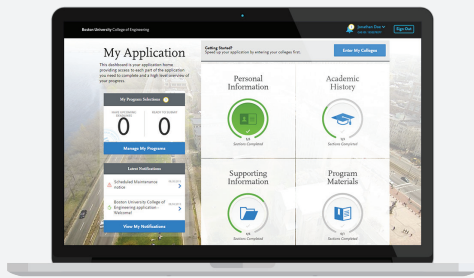 Boston University College of Engineering
Sign Out
My Application
This dashboard is your application home
providing access to each part of the application
you need to complete and a high level overview of
your progress.
My Program Selections
0
0
Manage My Programs
Latest Notifications
Scheduled Maintenance
notice
Boston University College of
Engineering application -
Welcome!
View My Notifications
Getting Started?
Speed up your application by entering your colleges first.
Enter My Colleges
Personal
Information
Sections Completed
Academic
History
Sections Completed
Supporting
Information
Sections Completed
Program
Materials
Sections Completed